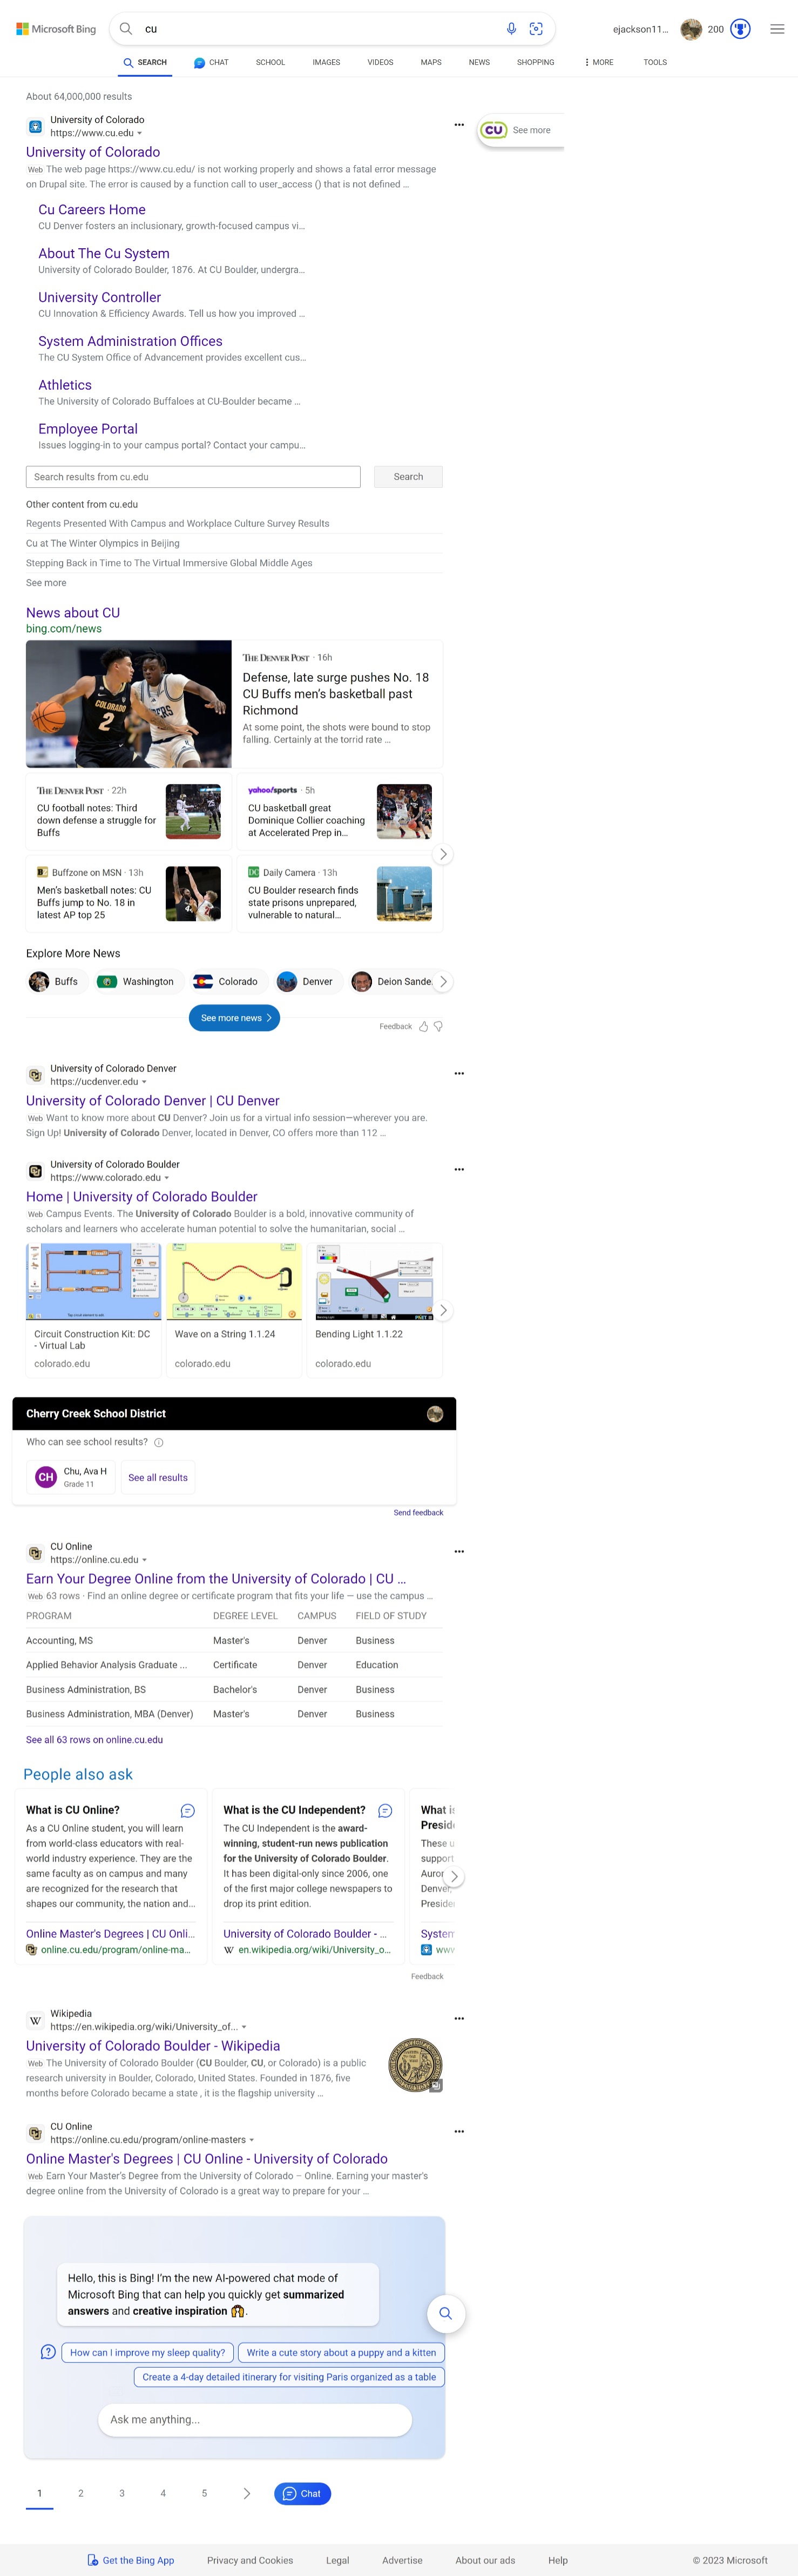 Microsoft Bing
cu
ejackson11...
200
SEARCH
CHAT
SCHOOL
IMAGES
VIDEOS
MAPS
NEWS
SHOPPING
MORE
TOOLS
About 64,000,000 results
University of Colorado
https://www.cu.edu
University of Colorado
Web The web page https://www.cu.edu/ is not working properly and shows a fatal error message
on Drupal site. The error is caused by a function call to user_access () that is not defined ...
CU See more
Cu Careers Home
CU Denver fosters an inclusionary, growth-focused campus vi...
About The Cu System
University of Colorado Boulder, 1876. At CU Boulder, undergra...
University Controller
CU Innovation & Efficiency Awards. Tell us how you improved ...
System Administration Offices
The CU System Office of Advancement provides excellent cus...
Athletics
The University of Colorado Buffaloes at CU-Boulder became ...
Employee Portal
Issues logging-in to your campus portal? Contact your campu...
Search results from cu.edu
Search
Other content from cu.edu
Regents Presented With Campus and Workplace Culture Survey Results
Cu at The Winter Olympics in Beijing
Stepping Back in Time to The Virtual Immersive Global Middle Ages
See more
News about CU
bing.com/news
COLORADO
2
THE DENVER POST · 16h
Defense, late surge pushes No. 18
CU Buffs men's basketball past
Richmond
At some point, the shots were bound to stop
falling. Certainly at the torrid rate ...
THE DENVER POST · 22h
CU football notes: Third
down defense a struggle for
Buffs
yahoo!sports · 5h
CU basketball great
Dominique Collier coaching
at Accelerated Prep in...
Buffzone on MSN · 13h
Men's basketball notes: CU
Buffs jump to No. 18 in
latest AP top 25
DC Daily Camera · 13h
CU Boulder research finds
state prisons unprepared,
vulnerable to natural...
Explore More News
Buffs
Washington
Colorado
Denver
Deion Sande
See more news
Feedback
University of Colorado Denver
https://ucdenver.edu
University of Colorado Denver | CU Denver
Web Want to know more about CU Denver? Join us for a virtual info session—wherever you are.
Sign Up! University of Colorado Denver, located in Denver, CO offers more than 112 ...
University of Colorado Boulder
https://www.colorado.edu
Home | University of Colorado Boulder
Web Campus Events. The University of Colorado Boulder is a bold, innovative community of
scholars and learners who accelerate human potential to solve the humanitarian, social ...
Circuit Construction Kit: DC
- Virtual Lab
colorado.edu
Wave on a String 1.1.24
colorado.edu
Bending Light 1.1.22
colorado.edu
Cherry Creek School District
Who can see school results?
CH
Chu, Ava H
Grade 11
See all results
Send feedback
CU Online
https://online.cu.edu
Earn Your Degree Online from the University of Colorado | CU ...
Web 63 rows · Find an online degree or certificate program that fits your life — use the campus ...
PROGRAM DEGREE LEVEL CAMPUS FIELD OF STUDY
Accounting, MS Master's Denver Business
Applied Behavior Analysis Graduate ... Certificate Denver Education
Business Administration, BS Bachelor's Denver Business
Business Administration, MBA (Denver) Master's Denver Business
See all 63 rows on online.cu.edu
People also ask
What is CU Online?
As a CU Online student, you will learn
from world-class educators with real-
world industry experience. They are the
same faculty as on campus and many
are recognized for the research that
shapes our community, the nation and...
Online Master's Degrees | CU Onli...
online.cu.edu/program/online-ma...
What is the CU Independent?
The CU Independent is the award-
winning, student-run news publication
for the University of Colorado Boulder.
It has been digital-only since 2006, one
of the first major college newspapers to
drop its print edition.
University of Colorado Boulder - ...
W en.wikipedia.org/wiki/University_o...
What is
Preside
These u
support
Auror
Denver,
Presider
System
www
Feedback
W
Wikipedia
https://en.wikipedia.org/wiki/University_of...
University of Colorado Boulder - Wikipedia
Web The University of Colorado Boulder (CU Boulder, CU, or Colorado) is a public
research university in Boulder, Colorado, United States. Founded in 1876, five
months before Colorado became a state , it is the flagship university ...
CU Online
https://online.cu.edu/program/online-masters
Online Master's Degrees | CU Online - University of Colorado
Web Earn Your Master's Degree from the University of Colorado – Online. Earning your master's
degree online from the University of Colorado is a great way to prepare for your ...
Hello, this is Bing! I'm the new AI-powered chat mode of
Microsoft Bing that can help you quickly get summarized
answers and creative inspiration.
How can I improve my sleep quality?
Write a cute story about a puppy and a kitten
Create a 4-day detailed itinerary for visiting Paris organized as a table
Ask me anything...
1 2 3 4 5
Chat
Get the Bing App
Privacy and Cookies
Legal
Advertise
About our ads
Help
© 2023 Microsoft